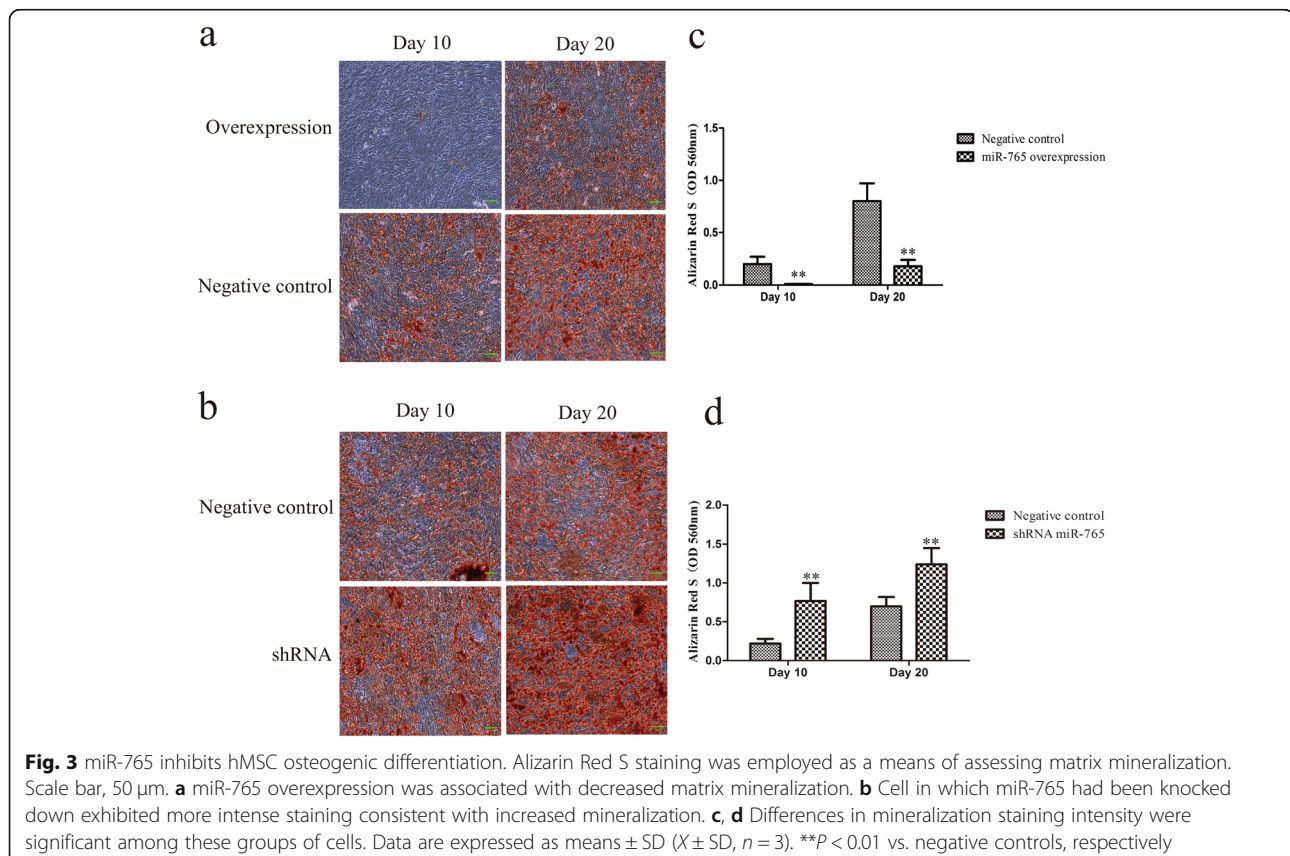 a
Day 10
Day 20
Overexpression
Negative control
c
Alizarin Red S (OD 560nm)
1.5
1.0
0.5
0.0
**
**
Day 10
Day 20
Negative control
miR-765 overexpression
b
Day 10
Day 20
Negative control
shRNA
d
Alizarin Red S (OD 560nm)
2.0
1.5
1.0
0.5
0.0
**
**
Day 10
Day 20
Negative control
shRNA miR-765
Fig. 3 miR-765 inhibits hMSC osteogenic differentiation. Alizarin Red S staining was employed as a means of assessing matrix mineralization.
Scale bar, 50 μm. a miR-765 overexpression was associated with decreased matrix mineralization. b Cell in which miR-765 had been knocked
down exhibited more intense staining consistent with increased mineralization. c, d Differences in mineralization staining intensity were
significant among these groups of cells. Data are expressed as means ± SD (X ± SD, n = 3). **P < 0.01 vs. negative controls, respectively